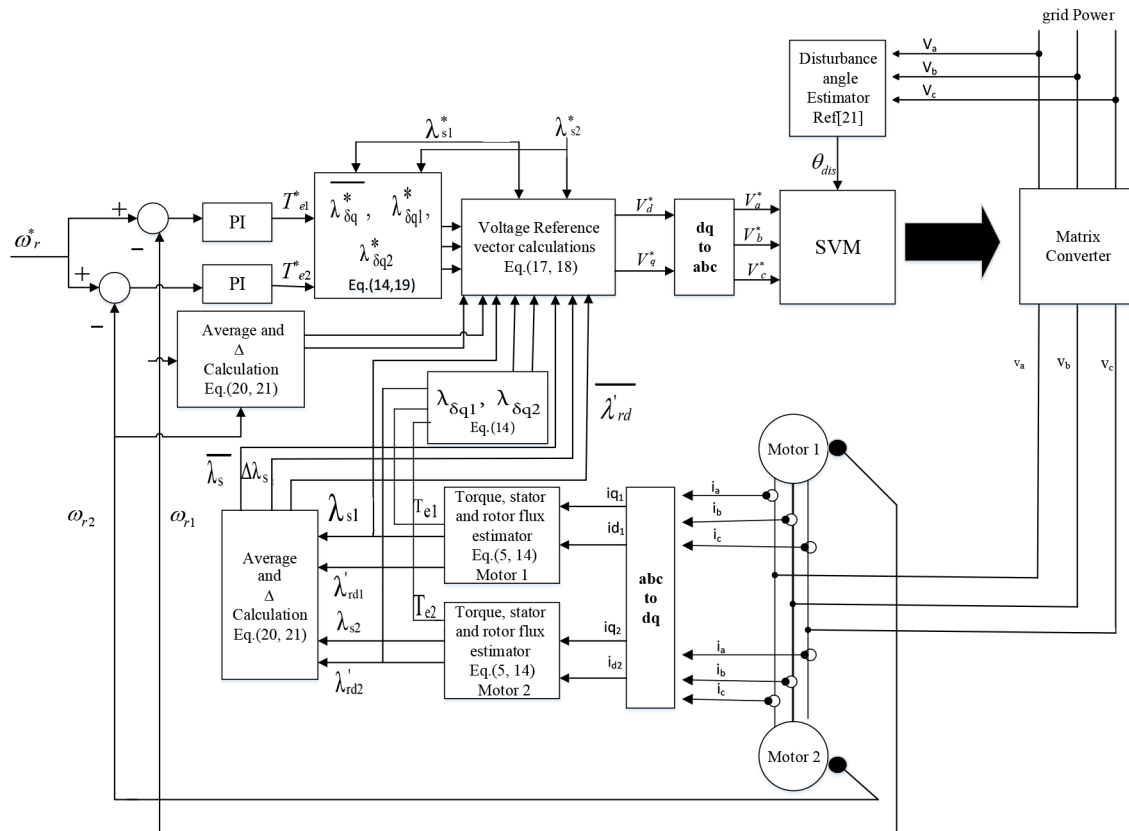 grid Power
Va
Vb
Vc
Disturbance
angle
Estimator
Ref[21]
θdis
λ*s1
λ*s2
ω*r
+
−
+
−
PI
PI
T*e1
T*e2
λ*δq , λ*δq1,
λ*δq2
Eq.(14,19)
Voltage Reference
vector calculations
Eq.(17, 18)
V*d
V*q
dq
to
abc
V*a
V*b
V*c
SVM
Matrix
Converter
va
vb
vc
Average and
Δ
Calculation
Eq.(20, 21)
λδq1, λδq2
Eq.(14)
λ'rd
λs
Δλs
ωr2
ωr1
λs1
Te1
Average
and
Δ
Calculation
Eq.(20, 21)
λ'rd1
λs2
λ'rd2
Te2
Torque, stator
and rotor flux
estimator
Eq.(5, 14)
Motor 1
Torque, stator
and rotor flux
estimator
Eq.(5, 14)
Motor 2
iq1
id1
iq2
id2
abc
to
dq
ia
ib
ic
ia
ib
ic
Motor 1
Motor 2